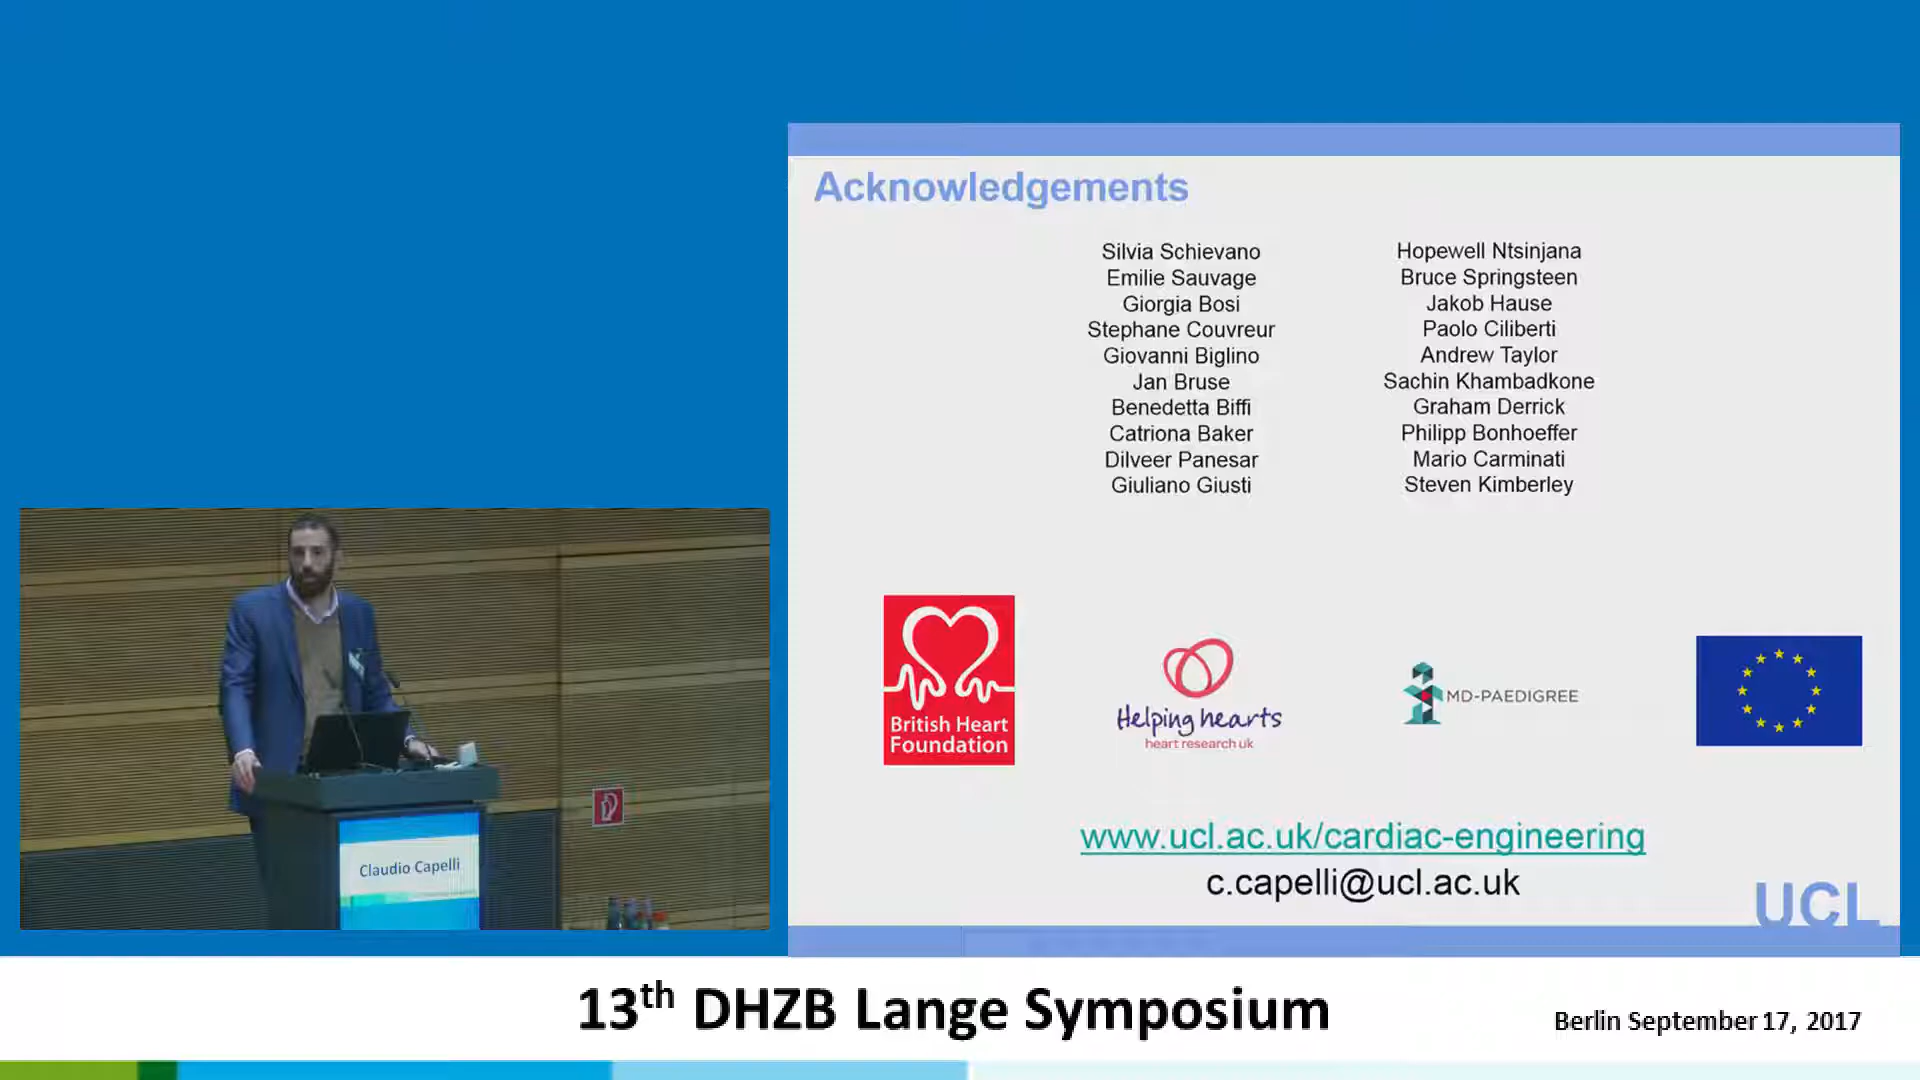 Acknowledgements
Silvia Schievano
Emilie Sauvage
Giorgia Bosi
Stephane Couvreur
Giovanni Biglino
Jan Bruse
Benedetta Biffi
Catriona Baker
Dilveer Panesar
Giuliano Giusti
Hopewell Ntsinjana
Bruce Springsteen
Jakob Hause
Paolo Ciliberti
Andrew Taylor
Sachin Khambadkone
Graham Derrick
Philipp Bonhoeffer
Mario Carminati
Steven Kimberley
British Heart
Foundation
Helping hearts
heart research uk
MD-PAEDIGREE
www.ucl.ac.uk/cardiac-engineering
c.capelli@ucl.ac.uk
UCL
Claudio Capelli
13th DHZB Lange Symposium
Berlin September 17, 2017